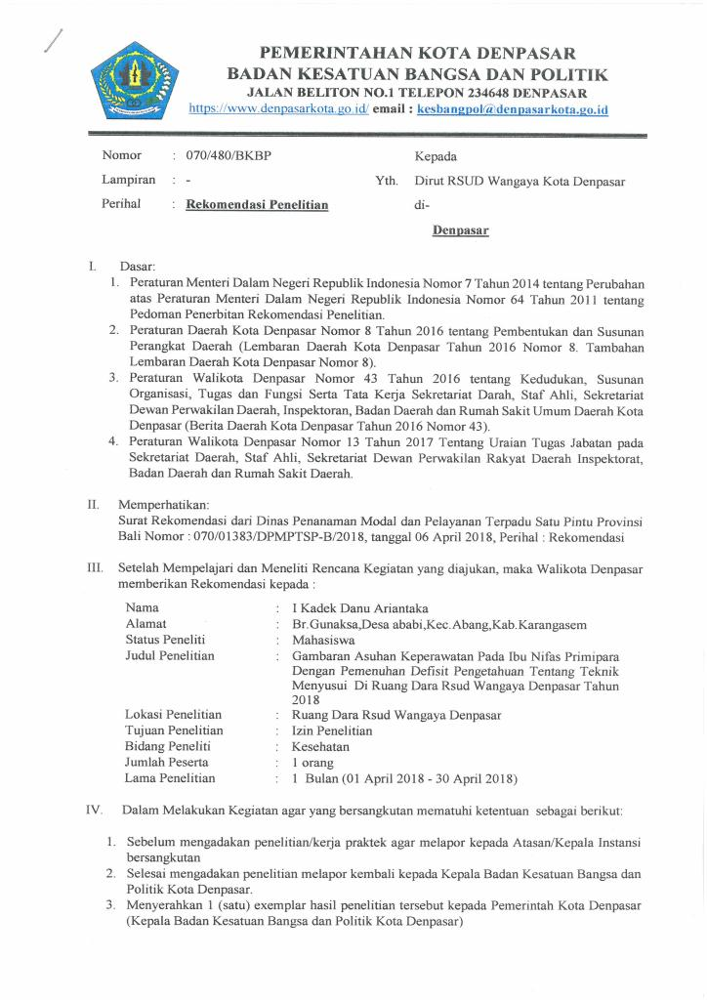 PEMERINTAHAN KOTA DENPASAR
BADAN KESATUAN BANGSA DAN POLITIK
JALAN BELITON NO.1 TELEPON 234648 DENPASAR
https://www.denpasarkota.go.id/ email : kesbangpol@denpasarkota.go.id
Nomor : 070/480/BKBP
Kepada
Lampiran : -
Yth. Dirut RSUD Wangaya Kota Denpasar
Perihal : Rekomendasi Penelitian
di-
Denpasar
I. Dasar:
1. Peraturan Menteri Dalam Negeri Republik Indonesia Nomor 7 Tahun 2014 tentang Perubahan
atas Peraturan Menteri Dalam Negeri Republik Indonesia Nomor 64 Tahun 2011 tentang
Pedoman Penerbitan Rekomendasi Penelitian.
2. Peraturan Daerah Kota Denpasar Nomor 8 Tahun 2016 tentang Pembentukan dan Susunan
Perangkat Daerah (Lembaran Daerah Kota Denpasar Tahun 2016 Nomor 8. Tambahan
Lembaran Daerah Kota Denpasar Nomor 8).
3. Peraturan Walikota Denpasar Nomor 43 Tahun 2016 tentang Kedudukan, Susunan
Organisasi, Tugas dan Fungsi Serta Tata Kerja Sekretariat Darah, Staf Ahli, Sekretariat
Dewan Perwakilan Daerah, Inspektoran, Badan Daerah dan Rumah Sakit Umum Daerah Kota
Denpasar (Berita Daerah Kota Denpasar Tahun 2016 Nomor 43).
4. Peraturan Walikota Denpasar Nomor 13 Tahun 2017 Tentang Uraian Tugas Jabatan pada
Sekretariat Daerah, Staf Ahli, Sekretariat Dewan Perwakilan Rakyat Daerah Inspektorat,
Badan Daerah dan Rumah Sakit Daerah.
II. Memperhatikan:
Surat Rekomendasi dari Dinas Penanaman Modal dan Pelayanan Terpadu Satu Pintu Provinsi
Bali Nomor : 070/01383/DPMPTSP-B/2018, tanggal 06 April 2018, Perihal : Rekomendasi
III. Setelah Mempelajari dan Meneliti Rencana Kegiatan yang diajukan, maka Walikota Denpasar
memberikan Rekomendasi kepada :
Nama : I Kadek Danu Ariantaka
Alamat : Br.Gunaksa,Desa ababi,Kec.Abang,Kab.Karangasem
Status Peneliti : Mahasiswa
Judul Penelitian : Gambaran Asuhan Keperawatan Pada Ibu Nifas Primipara
Dengan Pemenuhan Defisit Pengetahuan Tentang Teknik
Menyusui Di Ruang Dara Rsud Wangaya Denpasar Tahun
2018
Lokasi Penelitian : Ruang Dara Rsud Wangaya Denpasar
Tujuan Penelitian : Izin Penelitian
Bidang Peneliti : Kesehatan
Jumlah Peserta : 1 orang
Lama Penelitian : 1 Bulan (01 April 2018 - 30 April 2018)
IV. Dalam Melakukan Kegiatan agar yang bersangkutan mematuhi ketentuan sebagai berikut:
1. Sebelum mengadakan penelitian/kerja praktek agar melapor kepada Atasan/Kepala Instansi
bersangkutan
2. Selesai mengadakan penelitian melapor kembali kepada Kepala Badan Kesatuan Bangsa dan
Politik Kota Denpasar.
3. Menyerahkan 1 (satu) exemplar hasil penelitian tersebut kepada Pemerintah Kota Denpasar
(Kepala Badan Kesatuan Bangsa dan Politik Kota Denpasar)